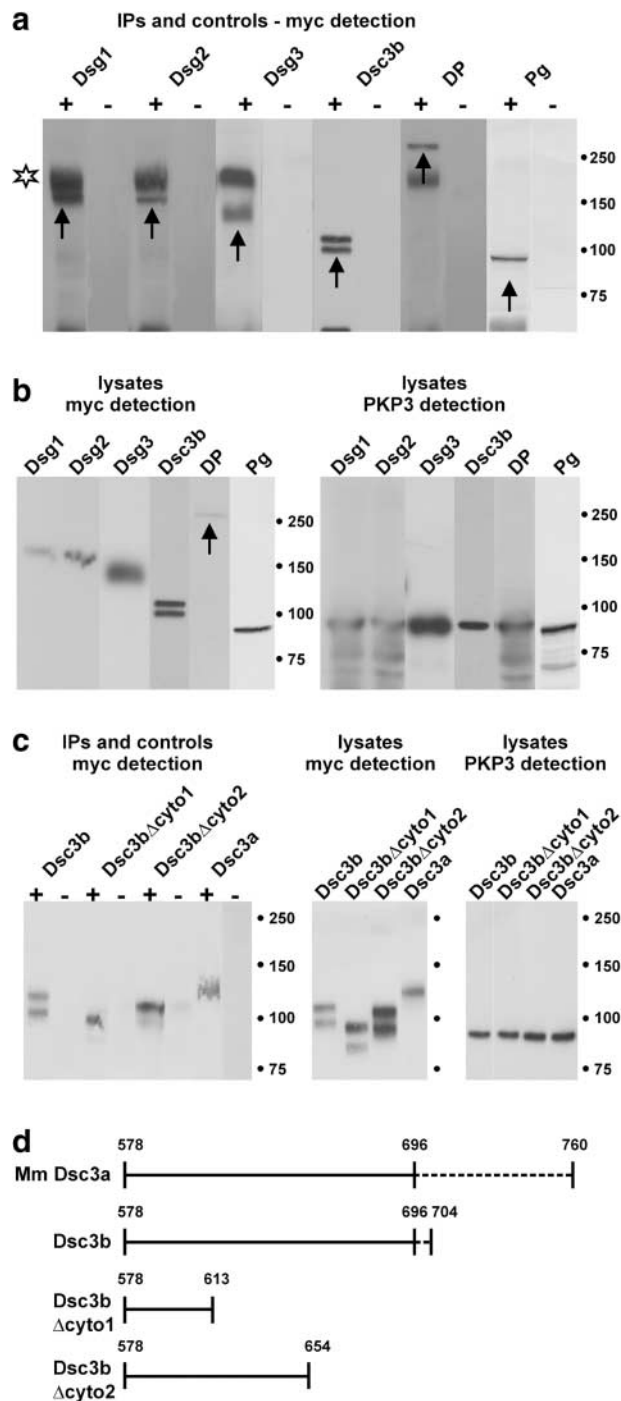 a
IPs and controls - myc detection
Dsg1 Dsg2 Dsg3 Dsc3b DP Pg
+ - + - + - + - + - + -
• 250
• 150
• 100
• 75
b
lysates
myc detection
lysates
PKP3 detection
Dsg1 Dsg2 Dsg3 Dsc3b DP Pg
Dsg1 Dsg2 Dsg3 Dsc3b DP Pg
• 250
• 150
• 100
• 75
• 250
• 150
• 100
• 75
c
IPs and controls
myc detection
lysates
myc detection
lysates
PKP3 detection
Dsc3b Dsc3bΔcyto1 Dsc3bΔcyto2 Dsc3a
+ - + - + - + -
Dsc3b Dsc3bΔcyto1 Dsc3bΔcyto2 Dsc3a
Dsc3b Dsc3bΔcyto1 Dsc3bΔcyto2 Dsc3a
• 250
• 150
• 100
• 75
• 250
• 150
• 100
• 75
d
578 696 760
Mm Dsc3a
578 696 704
Dsc3b
578 613
Dsc3b
Δcyto1
578 654
Dsc3b
Δcyto2